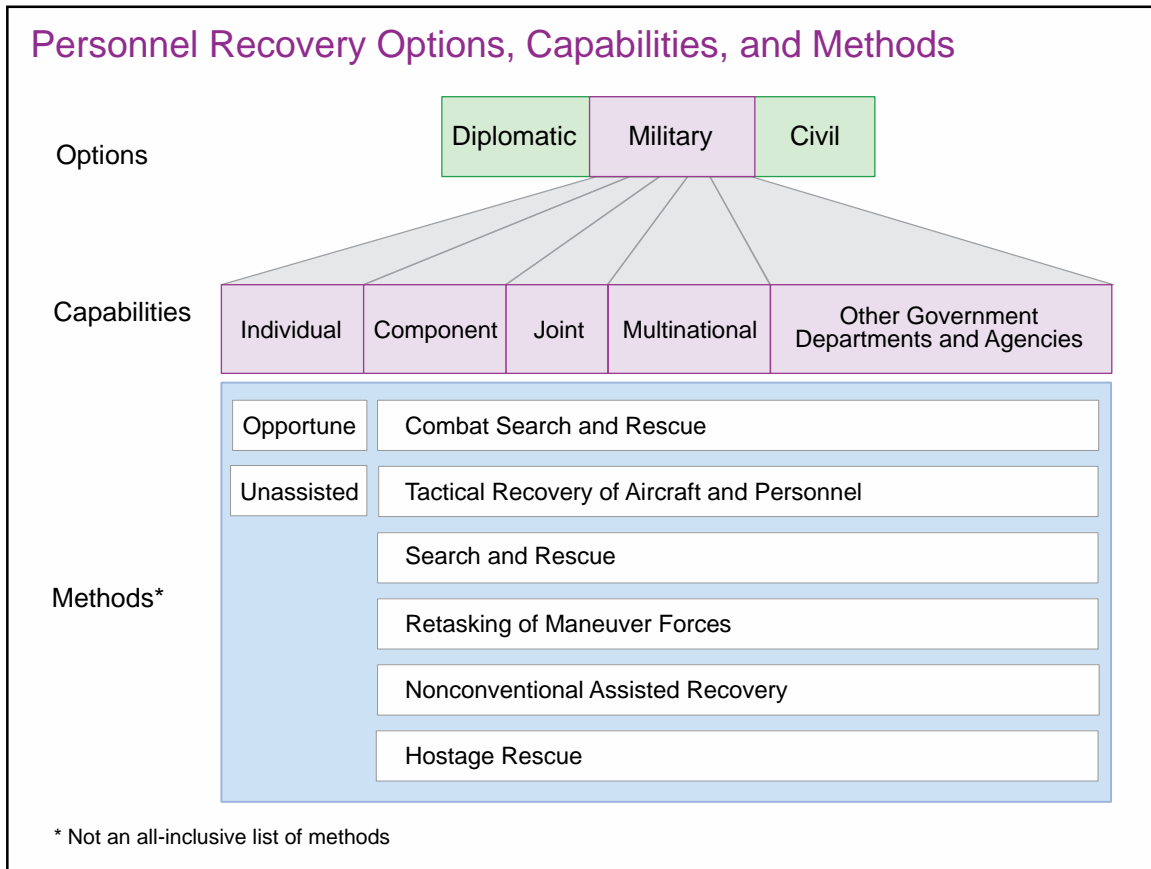 Personnel Recovery Options, Capabilities, and Methods
Options
Diplomatic
Military
Civil
Capabilities
Individual
Component
Joint
Multinational
Other Government
Departments and Agencies
Methods*
Opportune
Combat Search and Rescue
Unassisted
Tactical Recovery of Aircraft and Personnel
Search and Rescue
Retasking of Maneuver Forces
Nonconventional Assisted Recovery
Hostage Rescue
* Not an all-inclusive list of methods